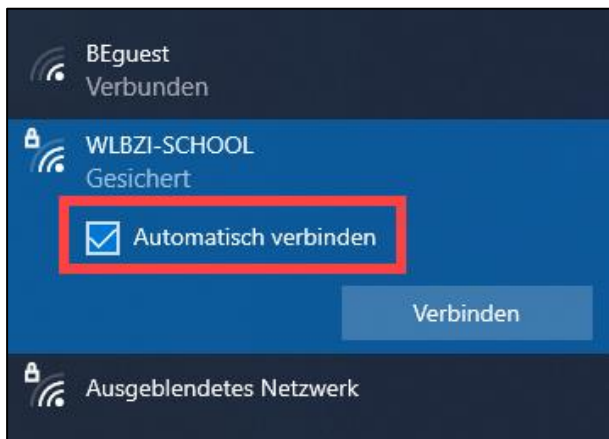 BEguest
Verbunden
WLBZI-SCHOOL
Gesichert
Automatisch verbinden
Verbinden
Ausgeblendetes Netzwerk